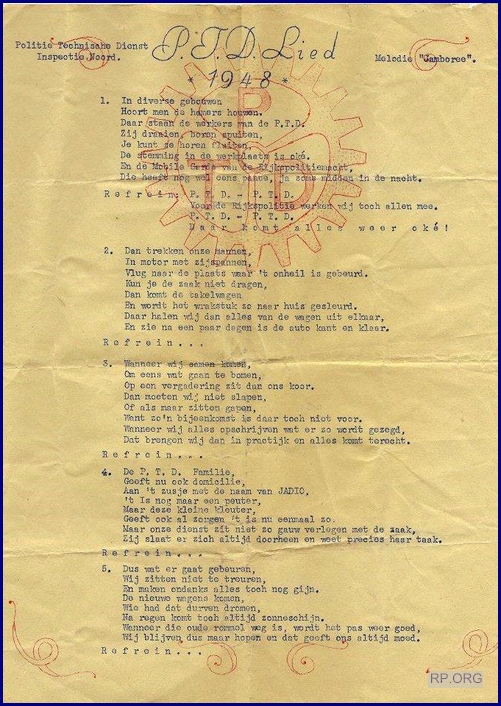 Politie Technische Dienst
Inspectie Noord.
P.T.D. Lied
* 1948 *
Melodie "Jamboree".
P
T D
1. In diverse gebouwen
Hoort men de hamers houwen.
Daar staan de werkers van de P.T.D.
Zij draaien, boren spuiten,
Je kunt ze horen fluiten,
De stemming in de werkplaats is oké.
En de Mobile Garde van de Rijkspolitiemacht,
Die heeft nog wel eens panne, ja soms midden in de nacht.
Refrein: P. T. D. - P. T. D.
Voor de Rijkspolitie werken wij toch allen mee.
P. T. D. - P. T. D.
Daar komt alles weer oké!
2. Dan trekken onze mannen,
In motor met zijspannen,
Vlug naar de plaats waar 't onheil is gebeurd.
Kun je de zaak niet dragen,
Dan komt de takelwagen
En wordt het wrakstuk zo naar huis gesleurd.
Daar halen wij dan alles van de wagen uit elkaar,
En zie na een paar dagen is de auto kant en klaar.
Refrein...
3. Wanneer wij samen komen,
Om eens wat gaan te bomen,
Op een vergadering zit dan ons koor.
Dan moeten wij niet slapen,
Of als maar zitten gapen,
Want zo'n bijeenkomst is daar toch niet voor.
Wanneer wij alles opschrijven wat er zo wordt gezegd,
Dat brengen wij dan in practijk en alles komt terecht.
Refrein...
4. De P. T. D. Familie,
Geeft nu ook domicilie,
Aan 't zusje met de naam van JADIO,
't Is nog maar een peuter,
Maar deze kleine kleuter,
Geeft ook al zorgen 't is nu eenmaal zo.
Maar onze dienst zit niet zo gauw verlegen met de zaak,
Zij slaat er zich altijd doorheen en weet precies haar taak.
Refrein...
5. Dus wat er gaat gebeuren,
Wij zitten niet te treuren,
En maken ondanks alles toch nog gijn.
De nieuwe wagens komen,
Wie had dat durven dromen,
Na regen komt toch altijd zonneschijn.
Wanneer die oude rommel weg is, wordt het pas weer goed,
Wij blijven dus maar hopen en dat geeft ons altijd moed.
Refrein...
RP.ORG